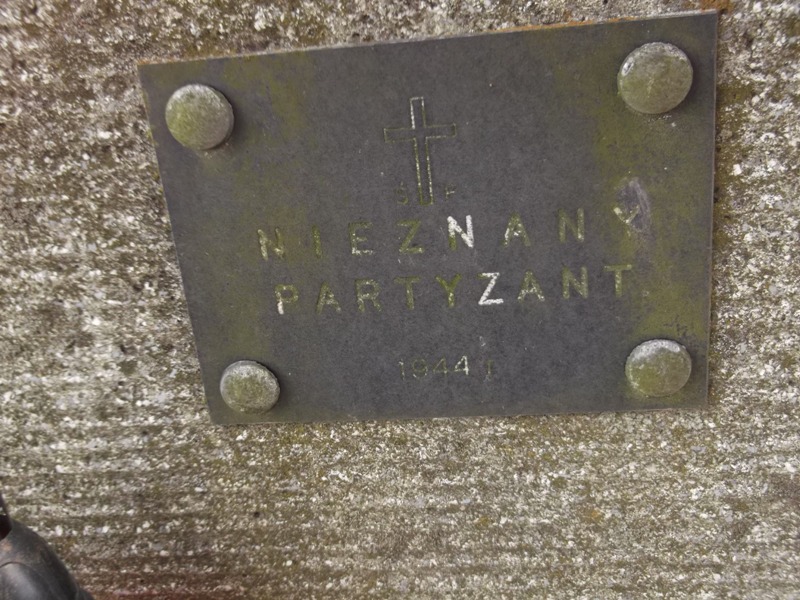 Ś P
NIEZNANY
PARTYZANT
1944 r